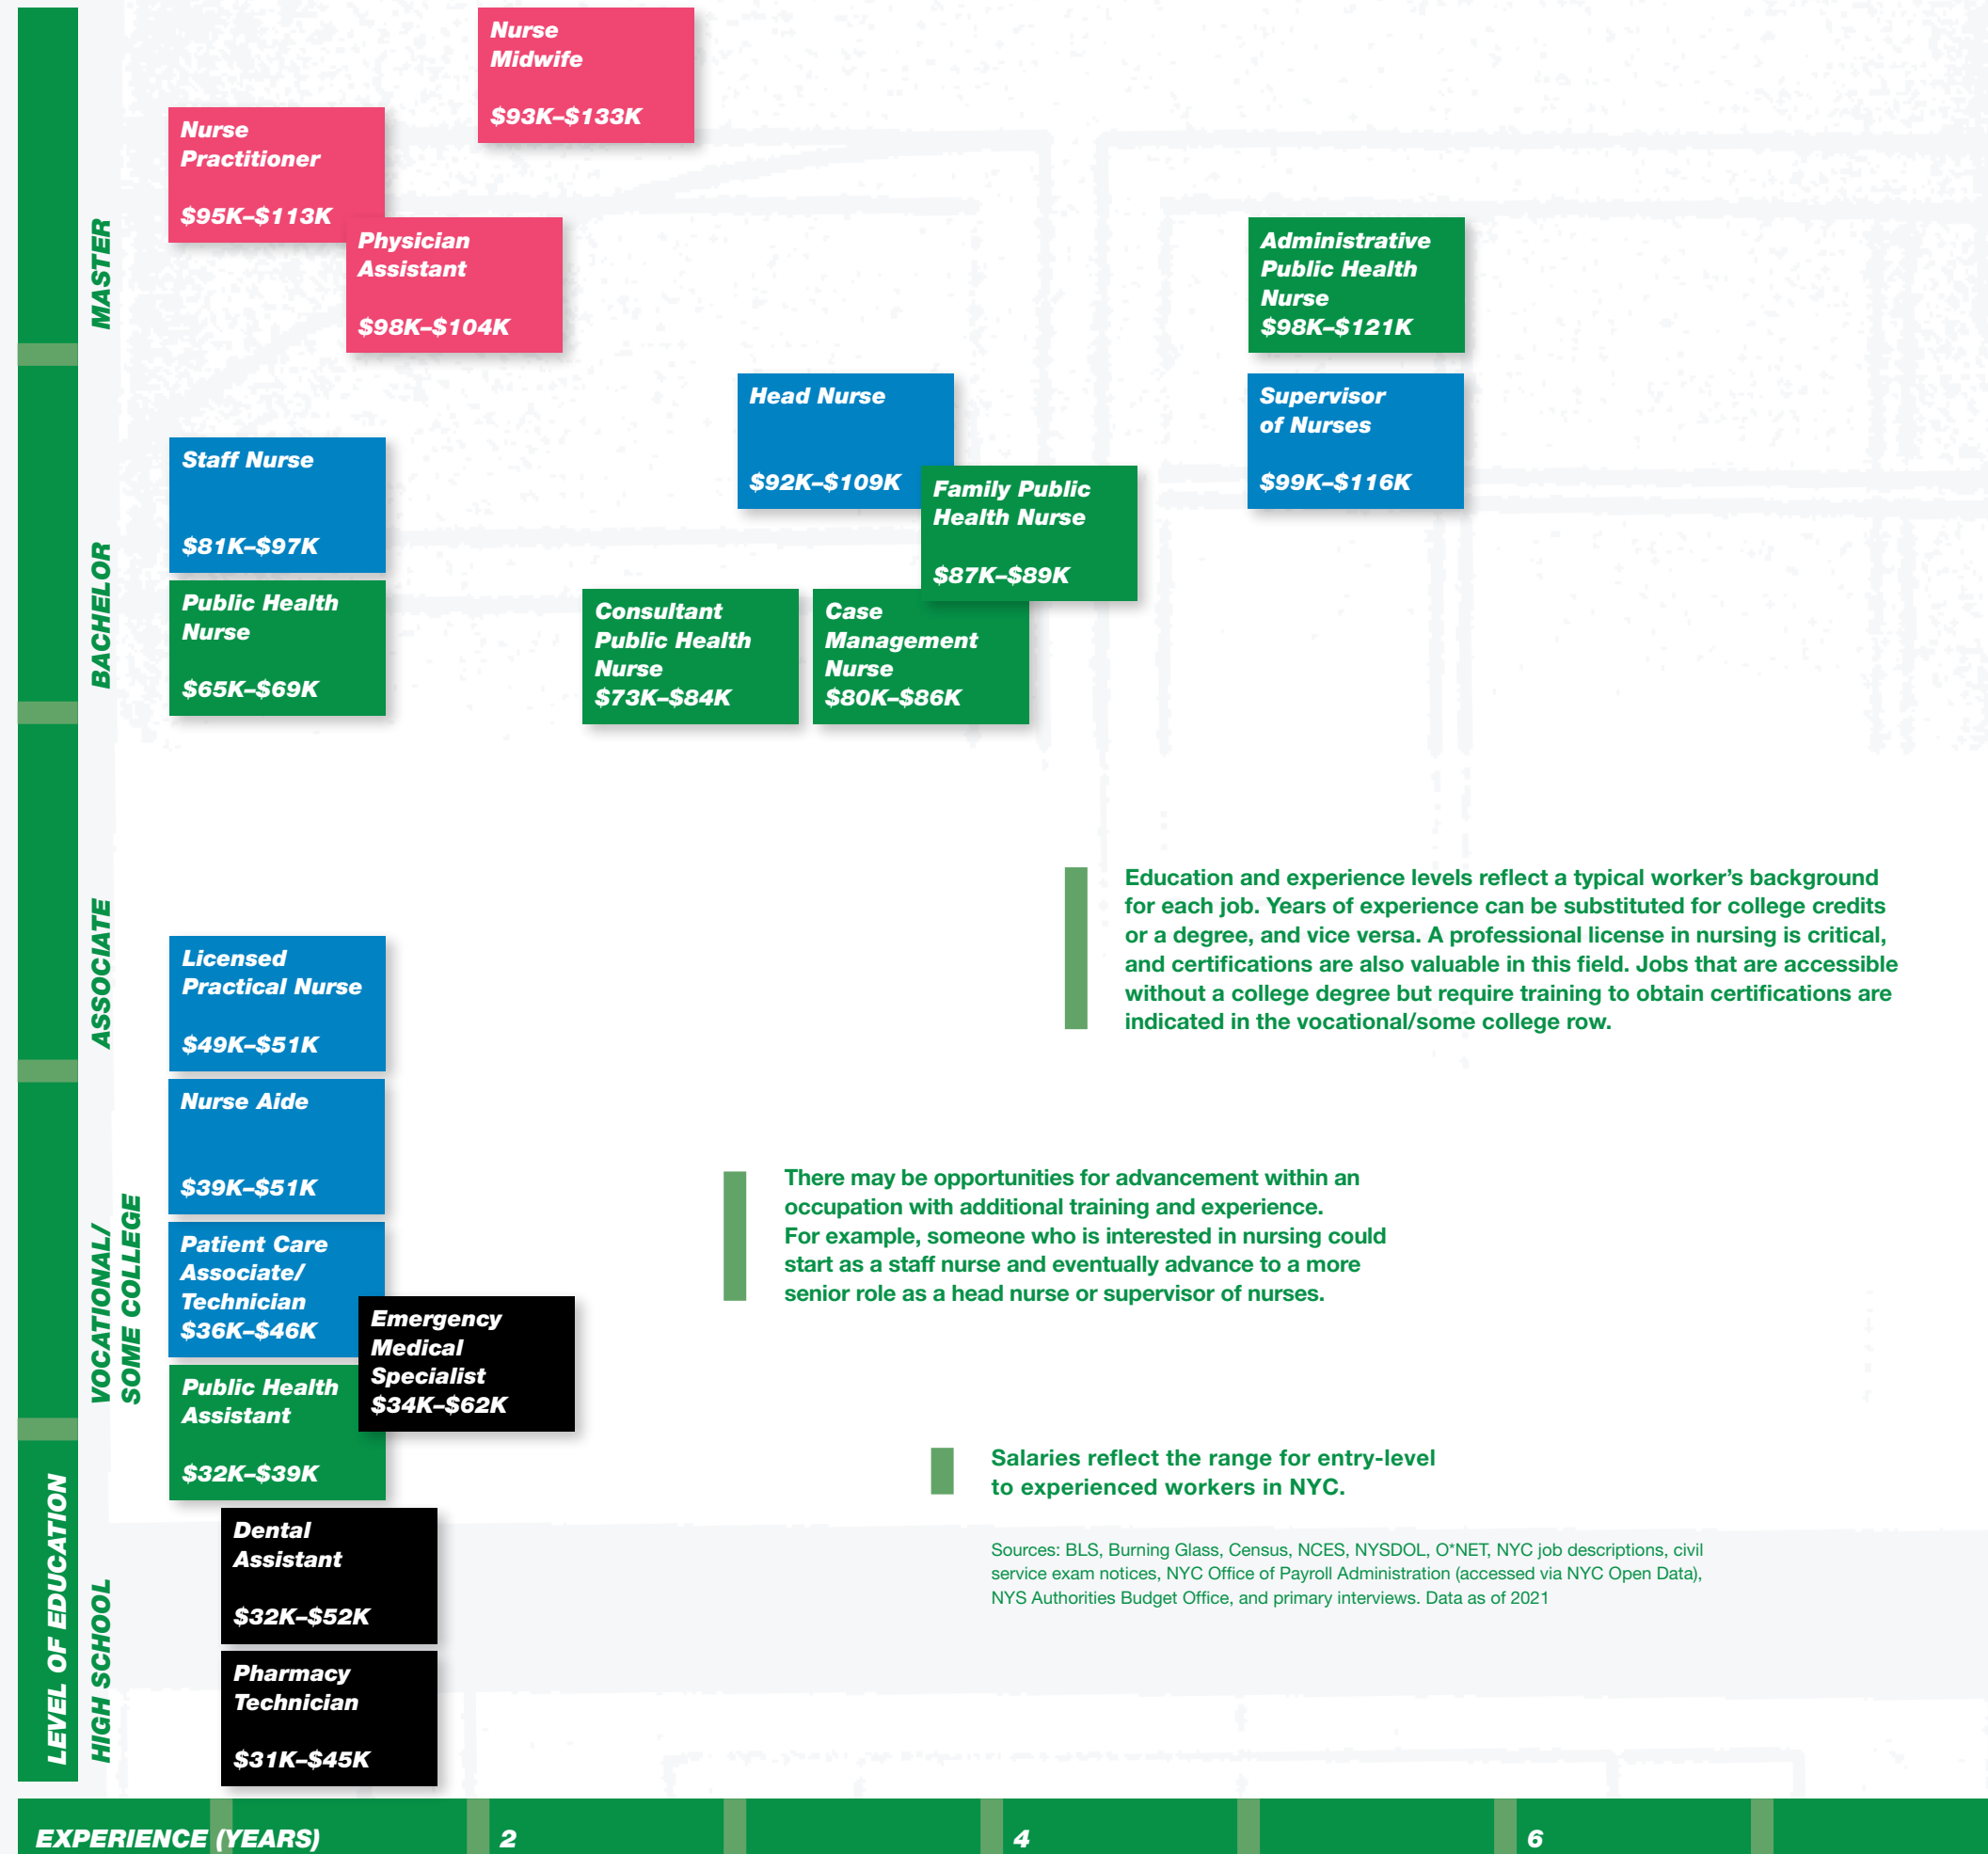 Nurse
Midwife
$93K–$133K
Nurse
Practitioner
$95K–$113K
Physician
Assistant
$98K–$104K
Administrative
Public Health
Nurse
$98K–$121K
MASTER
Head Nurse
$92K–$109K
Supervisor
of Nurses
$99K–$116K
Staff Nurse
$81K–$97K
Family Public
Health Nurse
$87K–$89K
Public Health
Nurse
$65K–$69K
Consultant
Public Health
Nurse
$73K–$84K
Case
Management
Nurse
$80K–$86K
BACHELOR
Education and experience levels reflect a typical worker’s background
for each job. Years of experience can be substituted for college credits
or a degree, and vice versa. A professional license in nursing is critical,
and certifications are also valuable in this field. Jobs that are accessible
without a college degree but require training to obtain certifications are
indicated in the vocational/some college row.
ASSOCIATE
Licensed
Practical Nurse
$49K–$51K
Nurse Aide
$39K–$51K
There may be opportunities for advancement within an
occupation with additional training and experience.
For example, someone who is interested in nursing could
start as a staff nurse and eventually advance to a more
senior role as a head nurse or supervisor of nurses.
VOCATIONAL/
SOME COLLEGE
Patient Care
Associate/
Technician
$36K–$46K
Emergency
Medical
Specialist
$34K–$62K
Public Health
Assistant
$32K–$39K
Salaries reflect the range for entry-level
to experienced workers in NYC.
Sources: BLS, Burning Glass, Census, NCES, NYSDOL, O*NET, NYC job descriptions, civil
service exam notices, NYC Office of Payroll Administration (accessed via NYC Open Data),
NYS Authorities Budget Office, and primary interviews. Data as of 2021
LEVEL OF EDUCATION
HIGH SCHOOL
Dental
Assistant
$32K–$52K
Pharmacy
Technician
$31K–$45K
EXPERIENCE (YEARS)
2
4
6